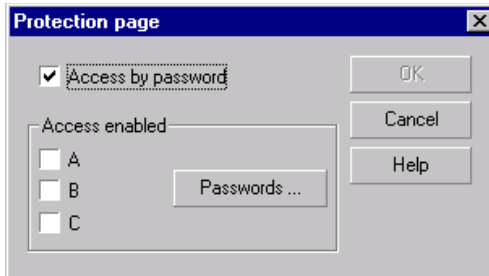 Protection page
Access by password
OK
Cancel
Access enabled
A
Help
B
Passwords ...
C